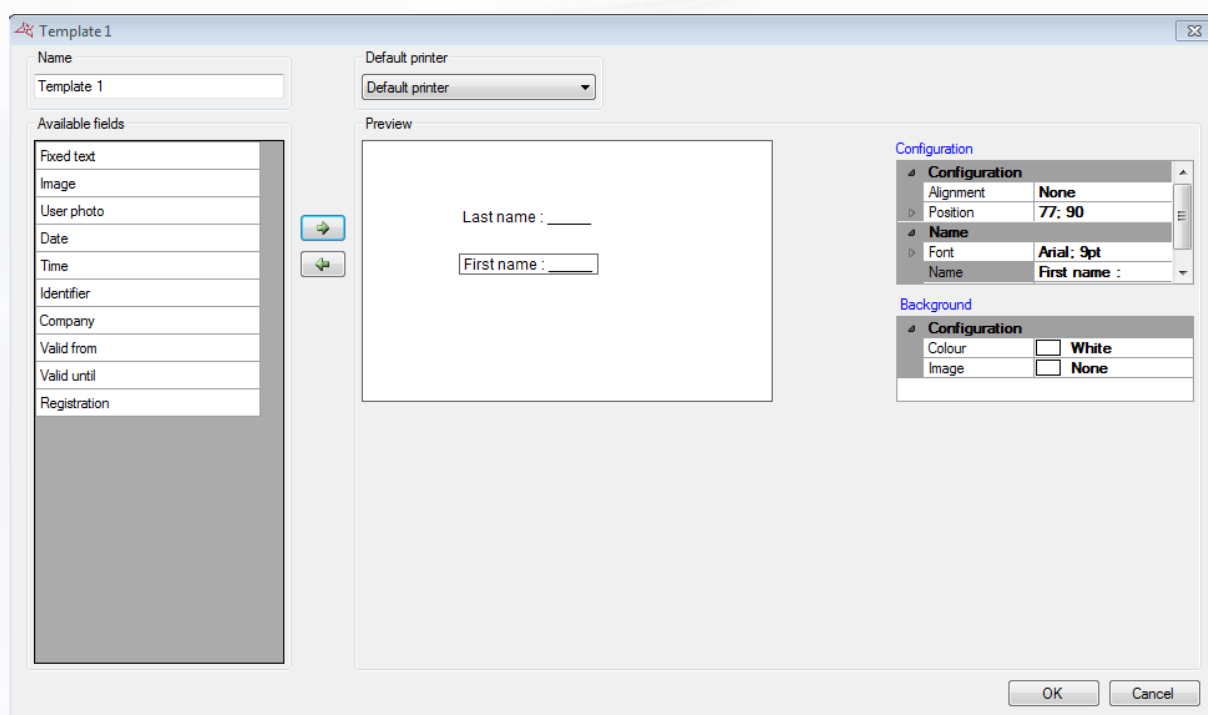 Template 1
Name
Default printer
Template 1
Default printer
Available fields
Preview
Fixed text
Image
User photo
Date
Time
Identifier
Company
Valid from
Valid until
Registration
Last name : _____
First name : ______
Configuration
Configuration
Alignment None
Position 77; 90
Name
Font Arial; 9pt
Name First name :
Background
Configuration
Colour White
Image None
OK
Cancel